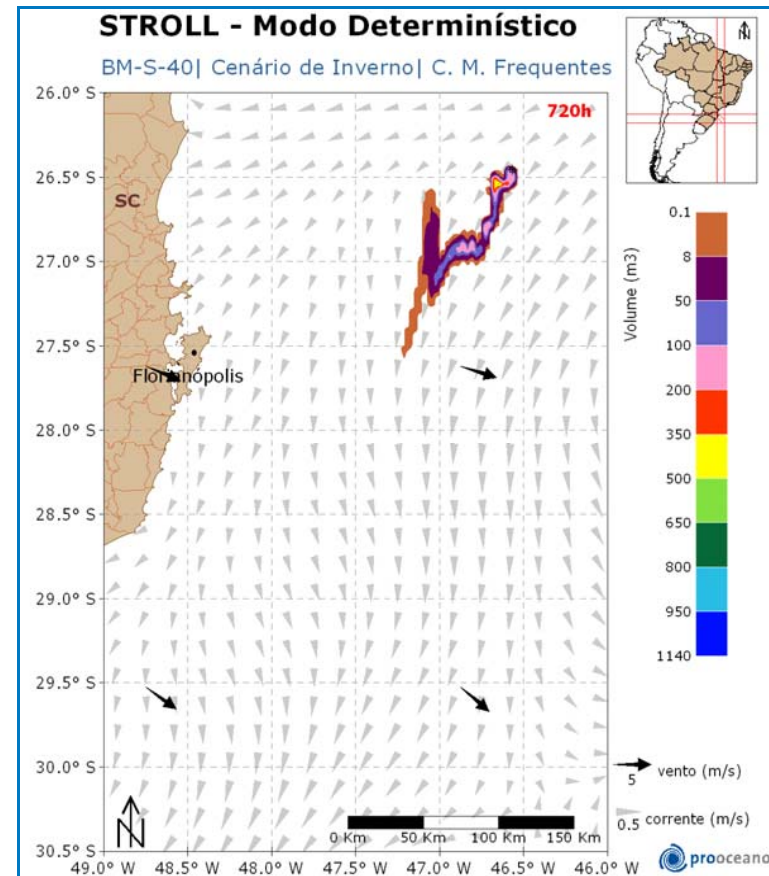 STROLL - Modo Determinístico
BM-S-40| Cenário de Inverno| C. M. Frequentes
N
26.0° S
720h
26.5° S
SC
27.0° S
27.5° S
Florianópolis
28.0° S
28.5° S
29.0° S
29.5° S
30.0° S
30.5° S
N
0 Km 50 Km 100 Km 150 Km
49.0° W 48.5° W 48.0° W 47.5° W 47.0° W 46.5° W 46.0° W
Volume (m3)
0.1
8
50
100
200
350
500
650
800
950
1140
5 vento (m/s)
0.5 corrente (m/s)
prooceano